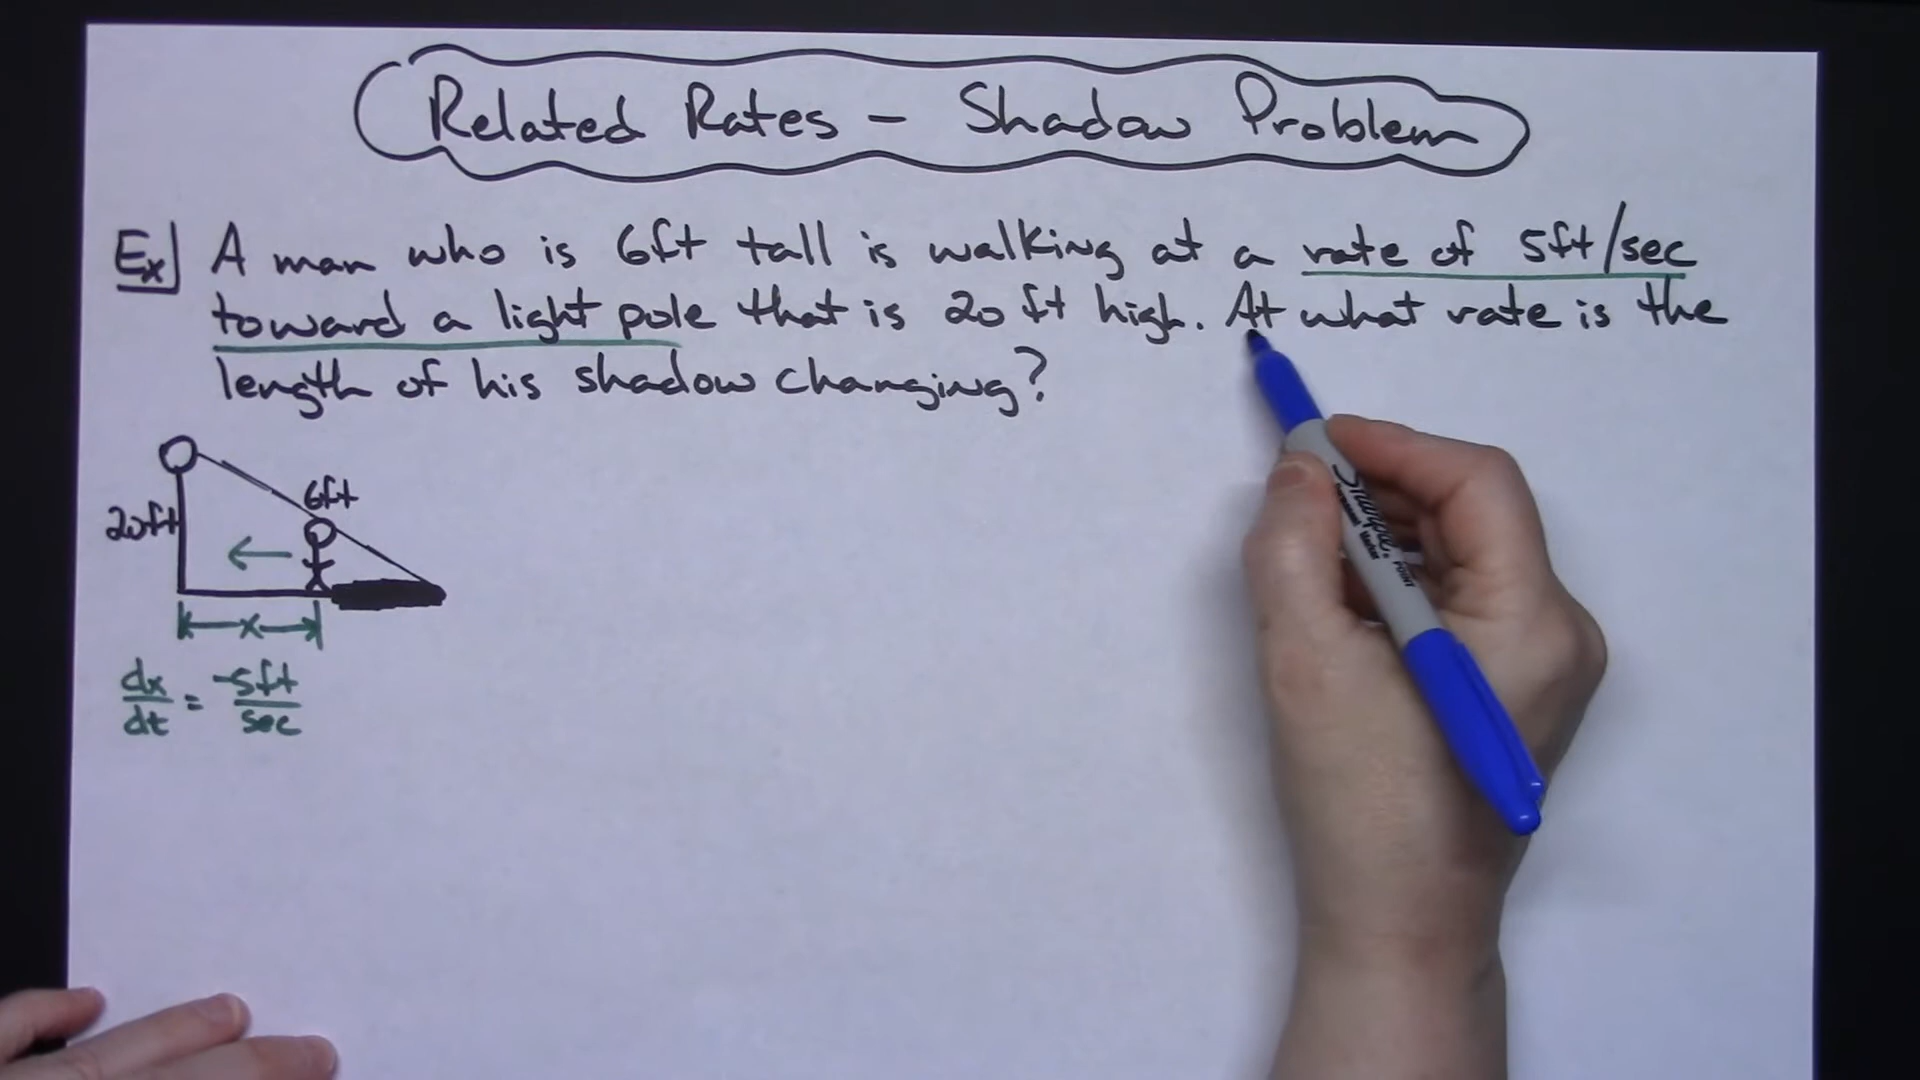 Related Rates - Shadow Problem
Ex A man who is 6ft tall is walking at a rate of 5ft/sec
toward a light pole that is 20 ft high. At what rate is the
length of his shadow changing?
6ft
20ft
x
dx/dt = -5ft/sec
Sharpie
POINT